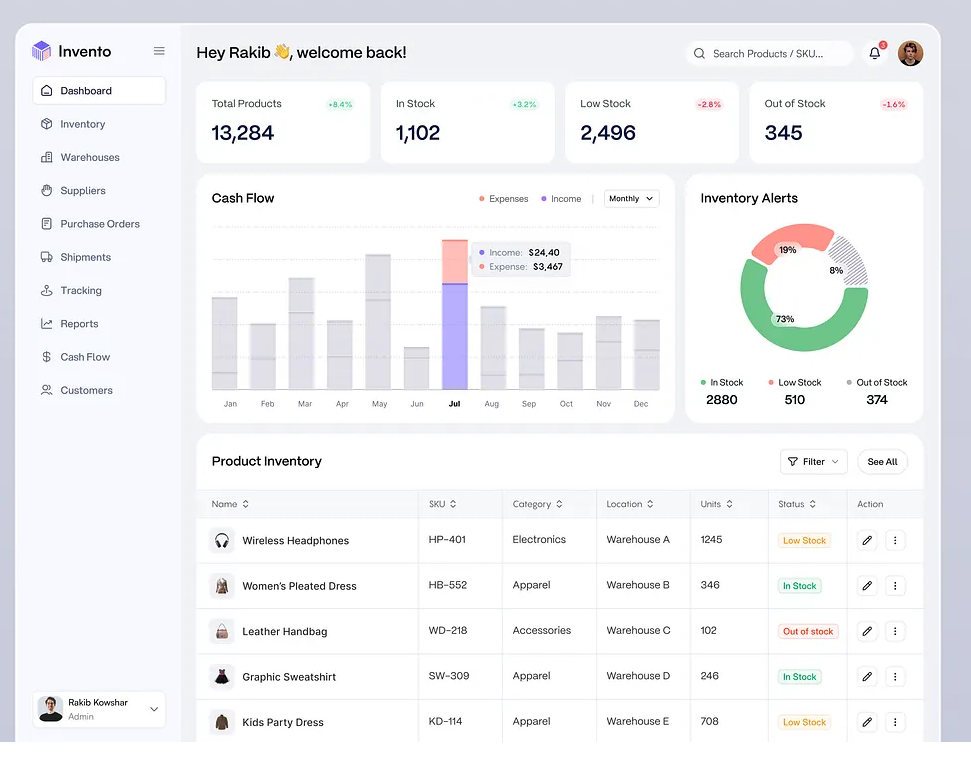 Invento
Dashboard
Inventory
Warehouses
Suppliers
Purchase Orders
Shipments
Tracking
Reports
Cash Flow
Customers
Rakib Kowshar
Admin
Hey Rakib 👋, welcome back!
Search Products / SKU...
3
Total Products +8.4%
13,284
In Stock +3.2%
1,102
Low Stock -2.8%
2,496
Out of Stock -1.6%
345
Cash Flow
Expenses Income | Monthly
Income: $24,40
Expense: $3,467
Jan Feb Mar Apr May Jun Jul Aug Sep Oct Nov Dec
Inventory Alerts
19%
8%
73%
In Stock Low Stock Out of Stock
2880 510 374
Product Inventory
Filter See All
Name SKU Category Location Units Status Action
Wireless Headphones HP-401 Electronics Warehouse A 1245 Low Stock
Women's Pleated Dress HB-552 Apparel Warehouse B 346 In Stock
Leather Handbag WD-218 Accessories Warehouse C 102 Out of stock
Graphic Sweatshirt SW-309 Apparel Warehouse D 246 In Stock
Kids Party Dress KD-114 Apparel Warehouse E 708 Low Stock